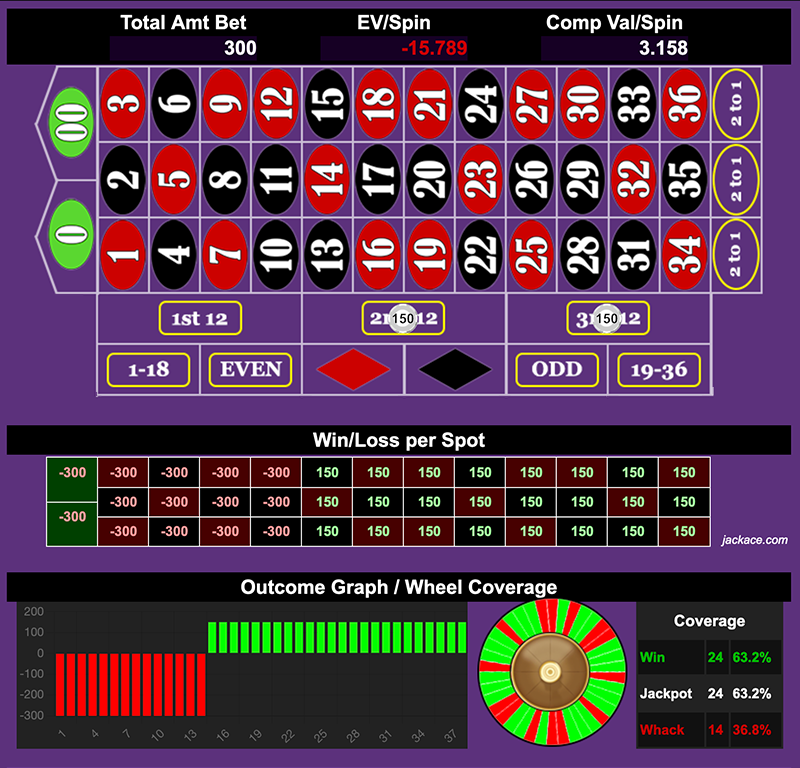 Total Amt Bet EV/Spin Comp Val/Spin
300 -15.789 3.158
00 3 6 9 12 15 18 21 24 27 30 33 36 2 to 1
2 5 8 11 14 17 20 23 26 29 32 35 2 to 1
0 1 4 7 10 13 16 19 22 25 28 31 34 2 to 1
1st 12 2 150 12 3 150 12
1-18 EVEN ODD 19-36
Win/Loss per Spot
-300 -300 -300 -300 -300 150 150 150 150 150 150 150 150
-300 -300 -300 -300 150 150 150 150 150 150 150 150
-300 -300 -300 -300 -300 150 150 150 150 150 150 150 150
jackace.com
Outcome Graph / Wheel Coverage
200
100
0
-100
-200
-300
1 4 7 10 13 16 19 22 25 28 31 34 37
Coverage
Win 24 63.2%
Jackpot 24 63.2%
Whack 14 36.8%